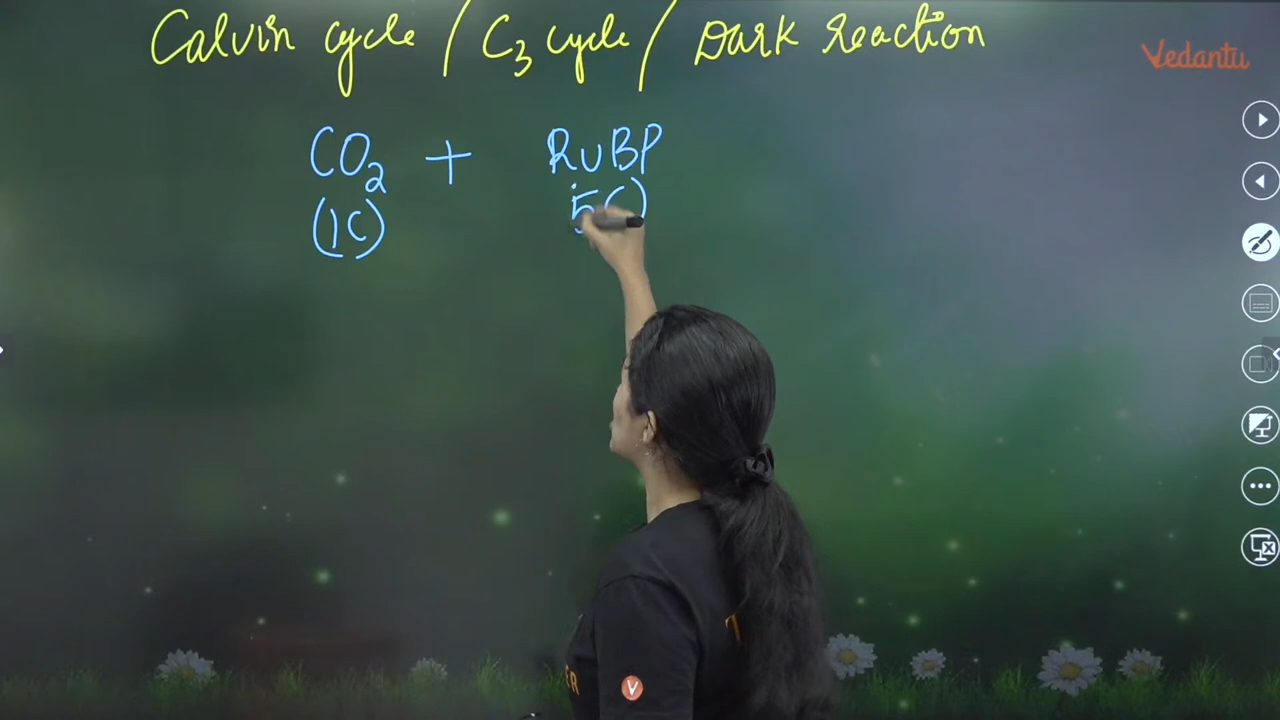 Calvin cycle / C3 cycle / Dark reaction
Vedantu
CO2 + RuBP
(1C) 5C)